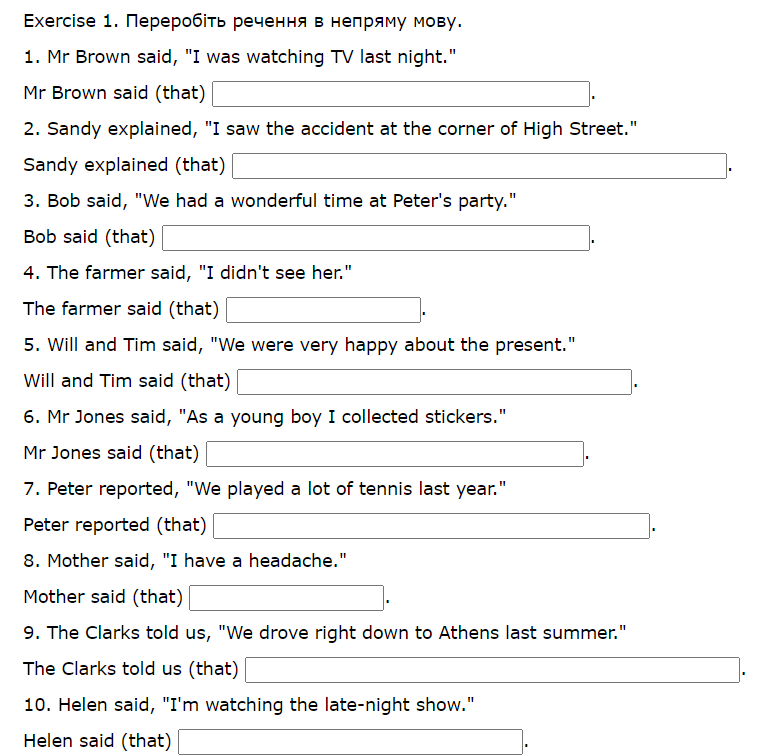 Exercise 1. Переробіть речення в непряму мову.
1. Mr Brown said, "I was watching TV last night."
Mr Brown said (that) .
2. Sandy explained, "I saw the accident at the corner of High Street."
Sandy explained (that) .
3. Bob said, "We had a wonderful time at Peter's party."
Bob said (that) .
4. The farmer said, "I didn't see her."
The farmer said (that) .
5. Will and Tim said, "We were very happy about the present."
Will and Tim said (that) .
6. Mr Jones said, "As a young boy I collected stickers."
Mr Jones said (that) .
7. Peter reported, "We played a lot of tennis last year."
Peter reported (that) .
8. Mother said, "I have a headache."
Mother said (that) .
9. The Clarks told us, "We drove right down to Athens last summer."
The Clarks told us (that) .
10. Helen said, "I'm watching the late-night show."
Helen said (that) .